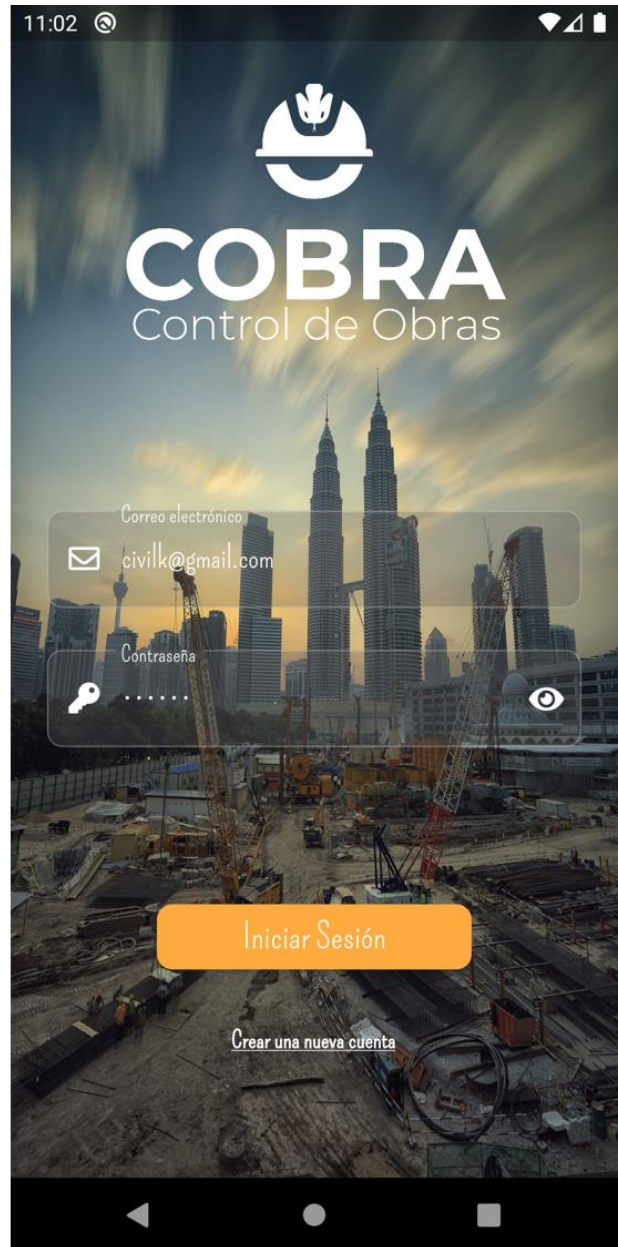 11:02
COBRA
Control de Obras
Correo electrónico
civilk@gmail.com
Contraseña
......
Iniciar Sesión
Crear una nueva cuenta